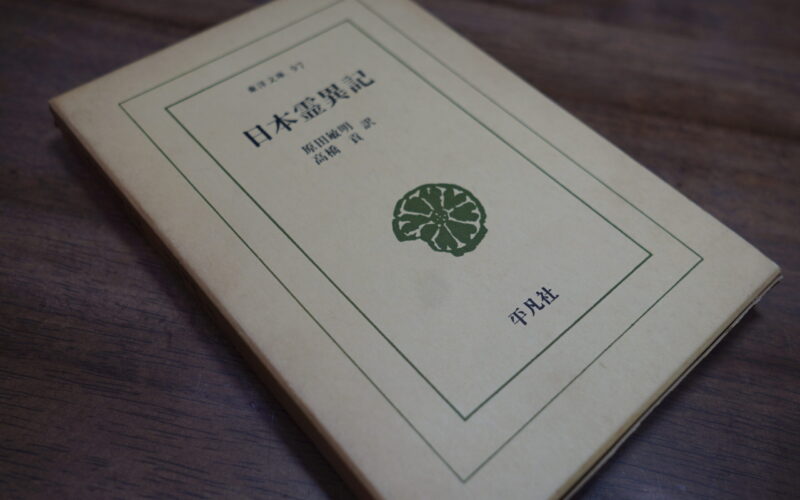 東洋文庫 97
日本霊異記
原田敏明
高橋 貢 訳
平凡社